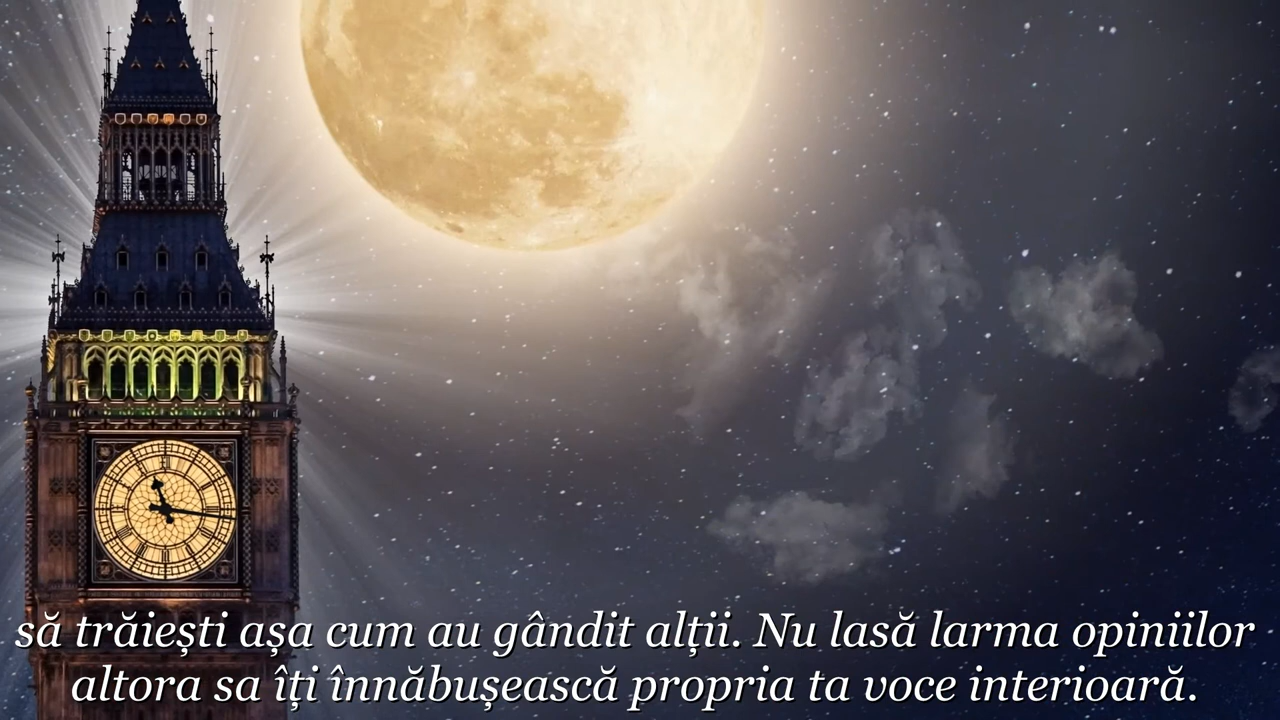 să trăiești așa cum au gândit alții. Nu lasă larma opiniilor
altora sa îți înnăbușească propria ta voce interioară.